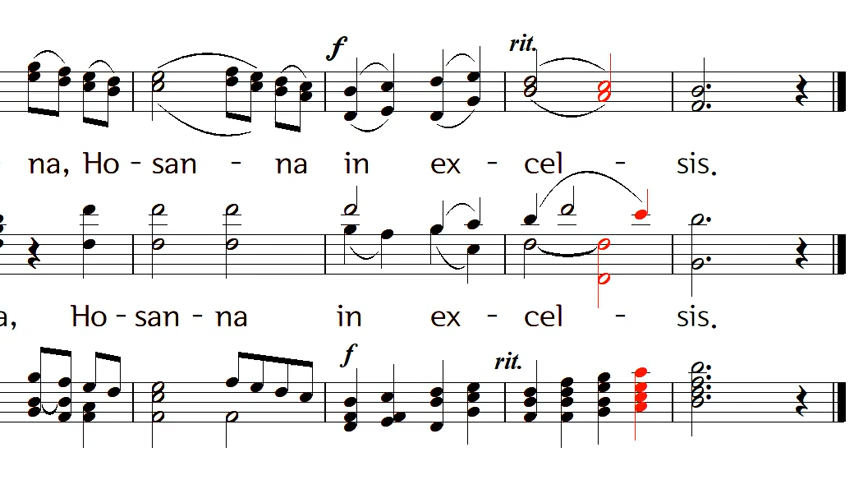 f rit.
na, Ho - san - na in ex - cel - sis.
a, Ho - san - na in ex - cel - sis.
f rit.